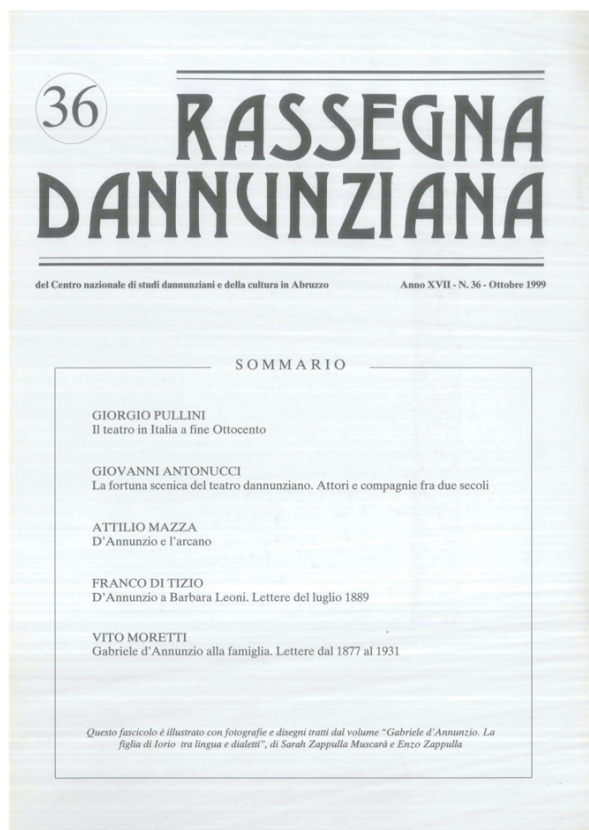 36
RASSEGNA
DANNUNZIANA
del Centro nazionale di studi dannunziani e della cultura in Abruzzo
Anno XVII - N. 36 - Ottobre 1999
SOMMARIO
GIORGIO PULLINI
Il teatro in Italia a fine Ottocento
GIOVANNI ANTONUCCI
La fortuna scenica del teatro dannunziano. Attori e compagnie fra due secoli
ATTILIO MAZZA
D'Annunzio e l'arcano
FRANCO DI TIZIO
D'Annunzio a Barbara Leoni. Lettere del luglio 1889
VITO MORETTI
Gabriele d'Annunzio alla famiglia. Lettere dal 1877 al 1931
Questo fascicolo è illustrato con fotografie e disegni tratti dal volume “Gabriele d'Annunzio. La
figlia di Iorio tra lingua e dialetti”, di Sarah Zappulla Muscarà e Enzo Zappulla